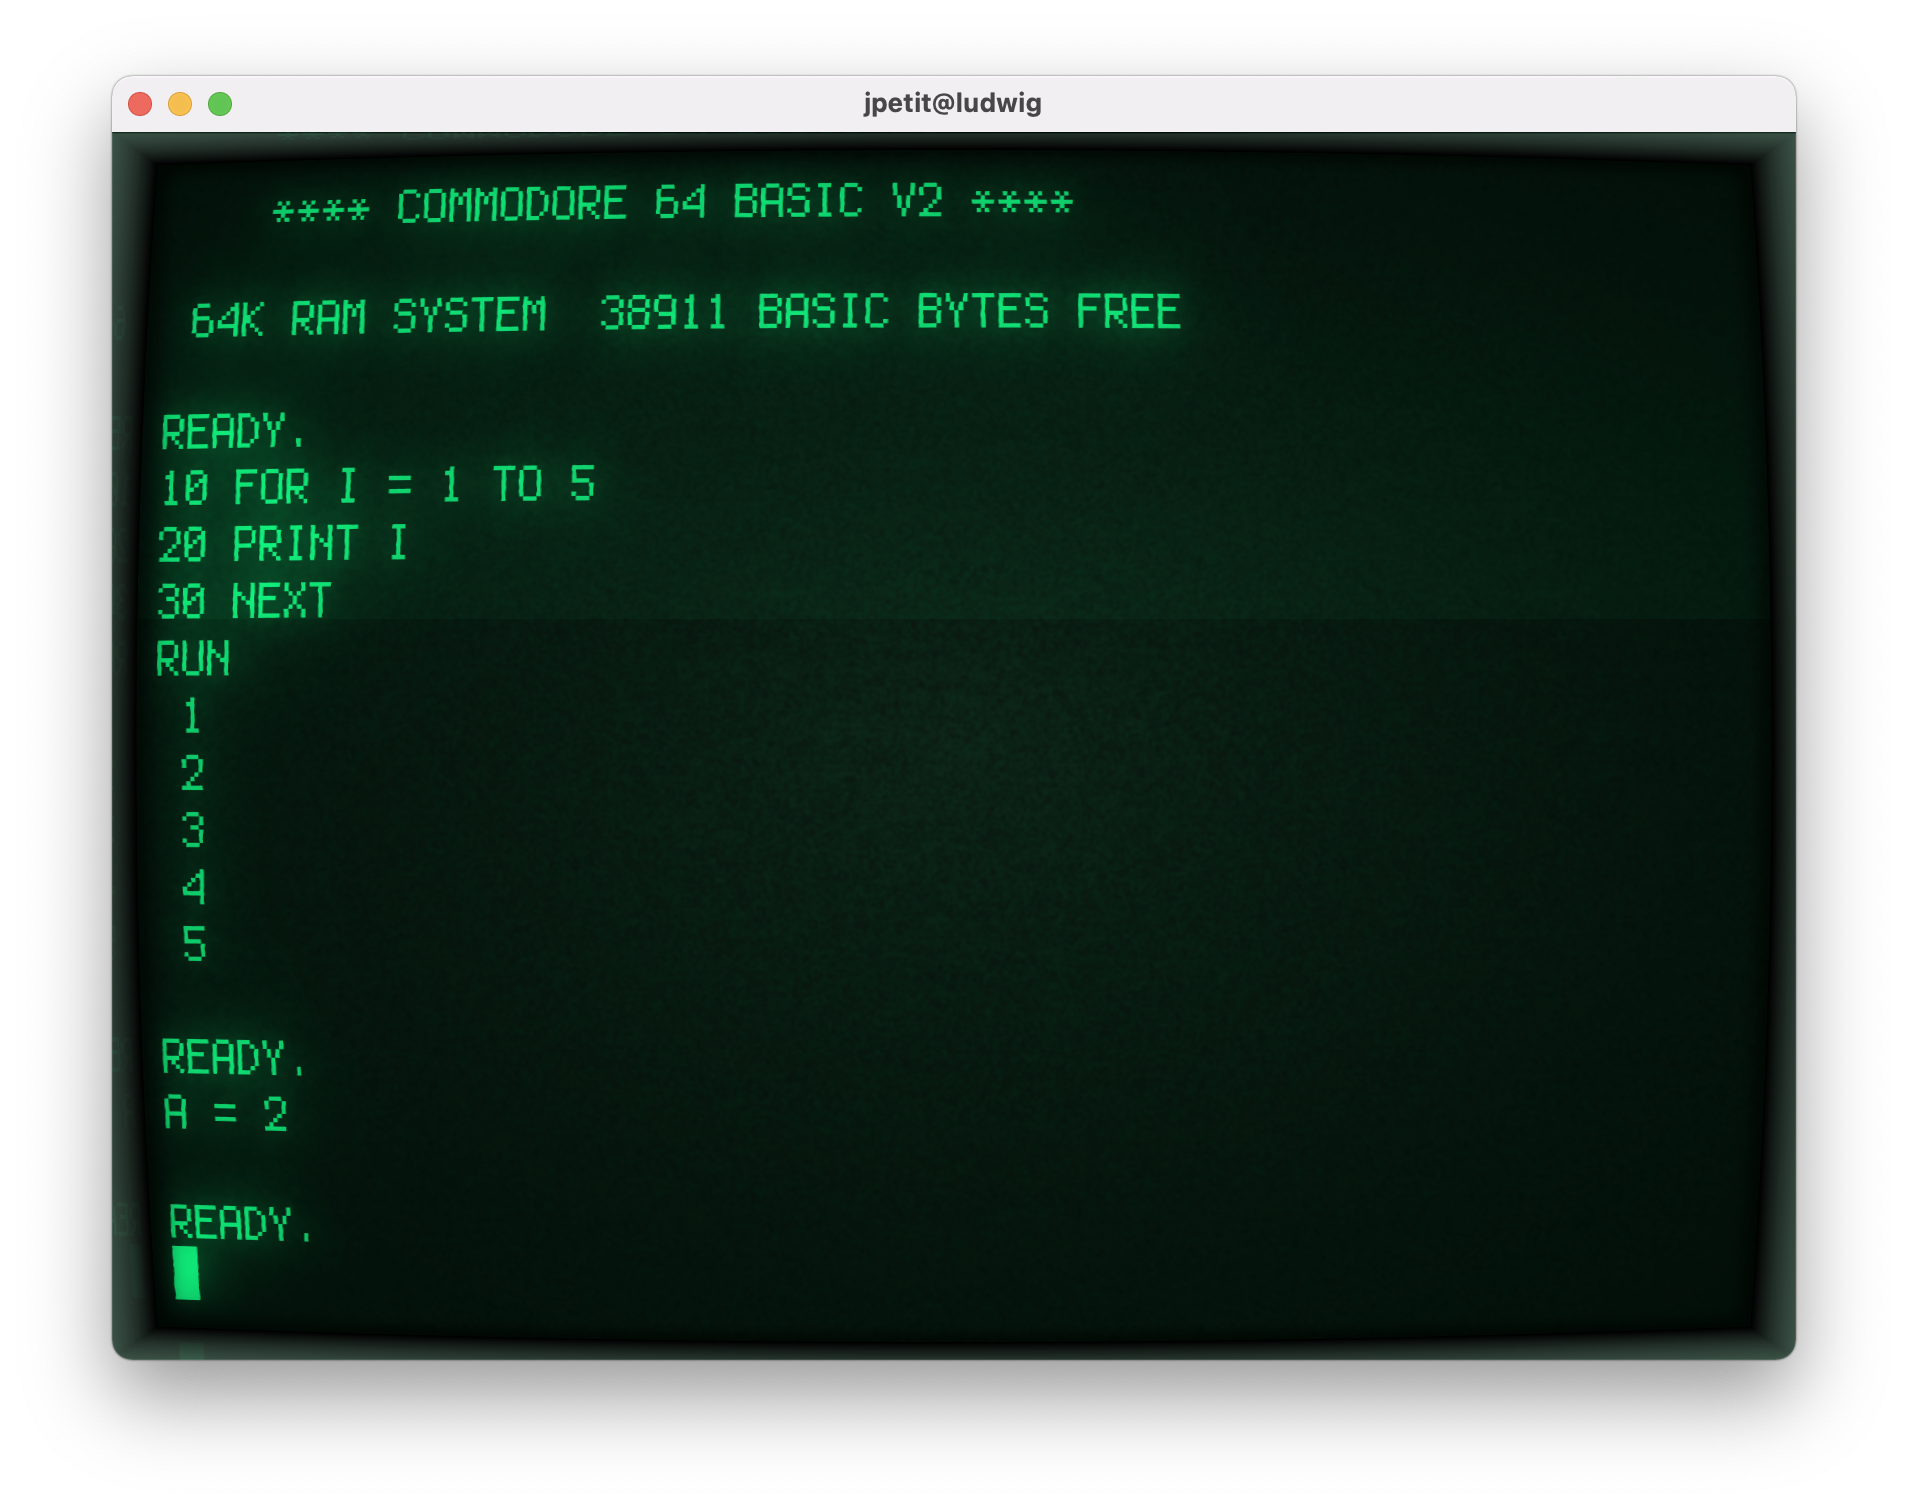 jpetit@ludwig
**** COMMODORE 64 BASIC V2 ****
64K RAM SYSTEM  38911 BASIC BYTES FREE
READY.
10 FOR I = 1 TO 5
20 PRINT I
30 NEXT
RUN
1
2
3
4
5
READY.
A = 2
READY.